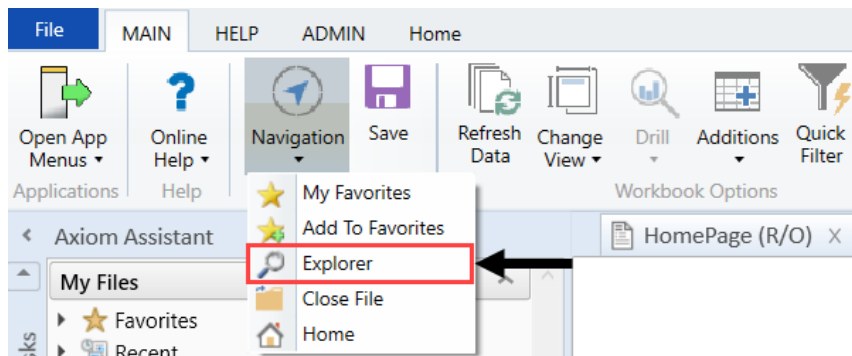 File MAIN HELP ADMIN Home
Open App Menus
Online Help
Navigation
Save
Refresh Data
Change View
Drill
Additions
Quick Filter
Applications
Help
Workbook Options
My Favorites
Add To Favorites
Explorer
Close File
Home
Axiom Assistant
HomePage (R/O)
My Files
Favorites
Recent